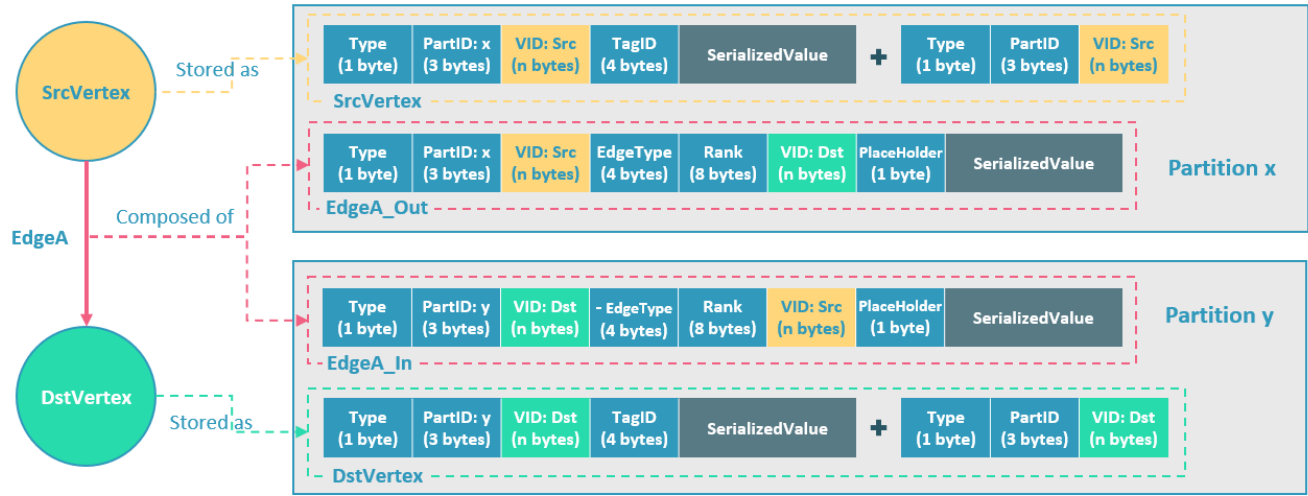 SrcVertex
Stored as
EdgeA
Composed of
DstVertex
Stored as
Type PartID: x VID: Src TagID SerializedValue + Type PartID VID: Src
(1 byte) (3 bytes) (n bytes) (4 bytes) (1 byte) (3 bytes) (n bytes)
SrcVertex
Type PartID: x VID: Src EdgeType Rank VID: Dst PlaceHolder SerializedValue
(1 byte) (3 bytes) (n bytes) (4 bytes) (8 bytes) (n bytes) (1 byte)
EdgeA_Out
Partition x
Type PartID: y VID: Dst - EdgeType Rank VID: Src PlaceHolder SerializedValue
(1 byte) (3 bytes) (n bytes) (4 bytes) (8 bytes) (n bytes) (1 byte)
EdgeA_In
Partition y
Type PartID: y VID: Dst TagID SerializedValue + Type PartID VID: Dst
(1 byte) (3 bytes) (n bytes) (4 bytes) (1 byte) (3 bytes) (n bytes)
DstVertex